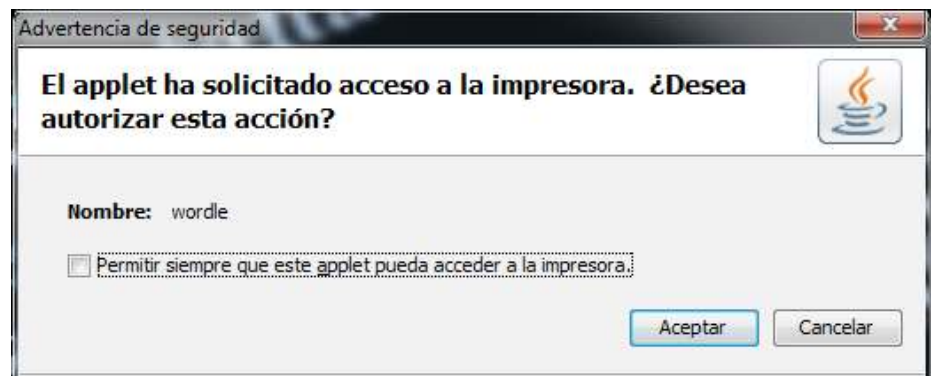 Advertencia de seguridad
El applet ha solicitado acceso a la impresora. ¿Desea
autorizar esta acción?
Nombre: wordle
Permitir siempre que este applet pueda acceder a la impresora.
Aceptar Cancelar